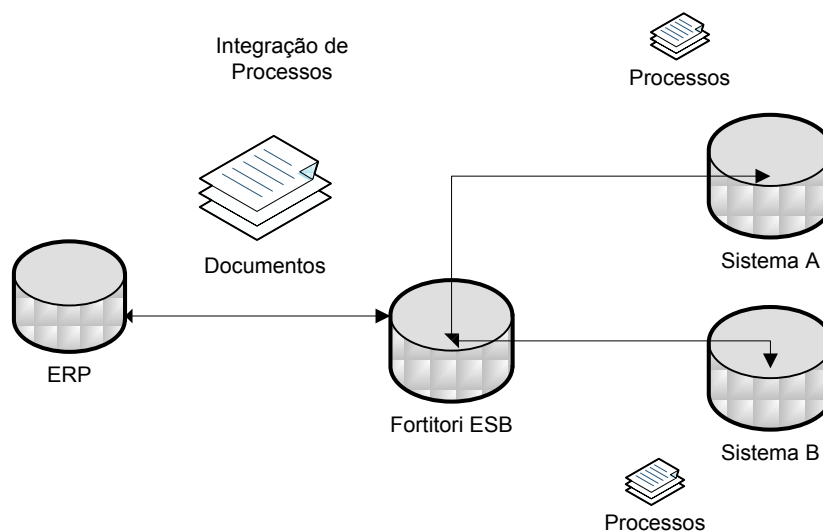 Integração de
Processos
Processos
Documentos
Sistema A
ERP
Fortitori ESB
Sistema B
Processos